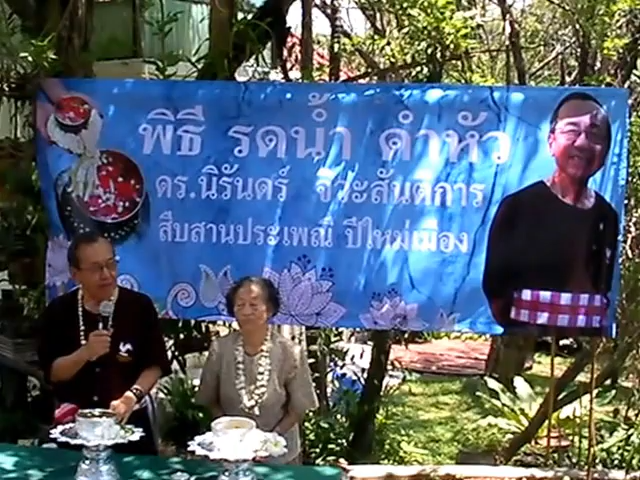 พิธี รดน้ำ ดำหัว
ดร.นิรันดร์ จิวะสันติการ
สืบสานประเพณี ปีใหม่เมือง